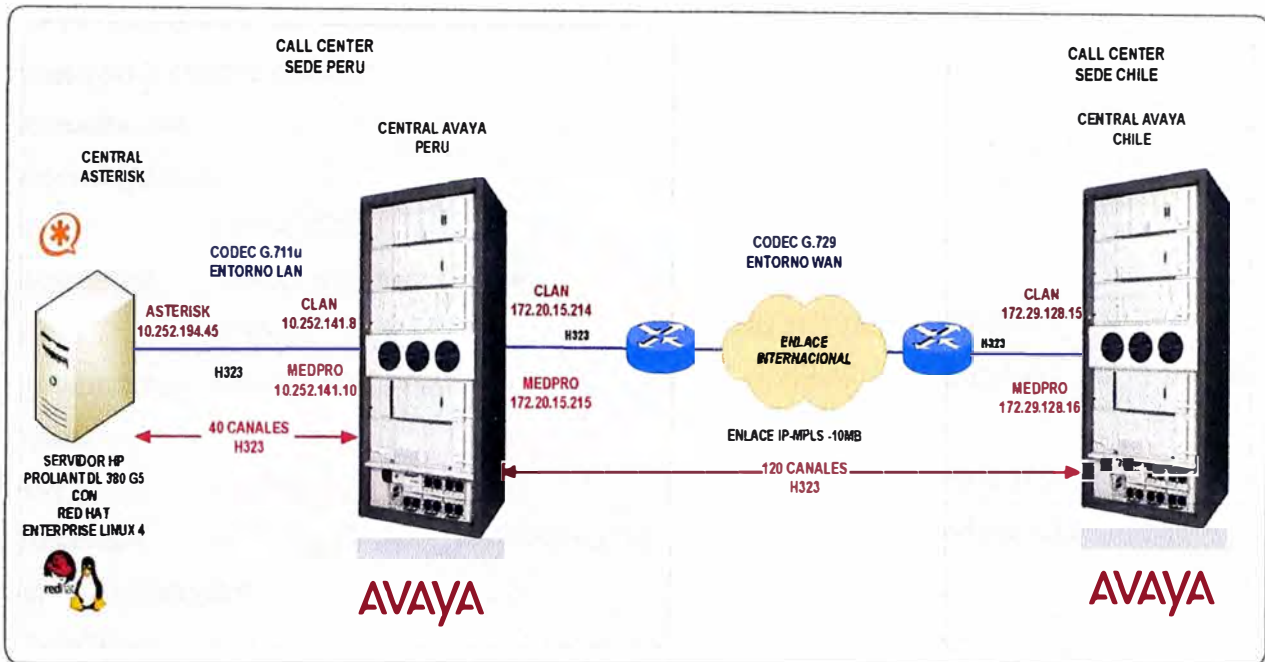 CALL CENTER
SEDE PERU
CALL CENTER
SEDE CHILE
CENTRAL AVAYA
PERU
CENTRAL AVAYA
CHILE
CENTRAL
ASTERISK
CODEC G.711u
ENTORNO LAN
CODEC G.729
ENTORNO WAN
ASTERISK
10.252.194.45
CLAN
10.252.141.8
CLAN
172.20.15.214
CLAN
172.29.128.15
H323
H323
H323
ENLACE
INTERNACIONAL
MEDPRO
10.252.141.10
MEDPRO
172.20.15.215
MEDPRO
172.29.128.16
40 CANALES
H323
ENLACE IP-MPLS -10MB
120 CANALES
H323
SERVIDOR HP
PROLIANT DL 380 G5
CON
RED HAT
ENTERPRISE LINUX 4
redhat
AVAYA
AVAYA